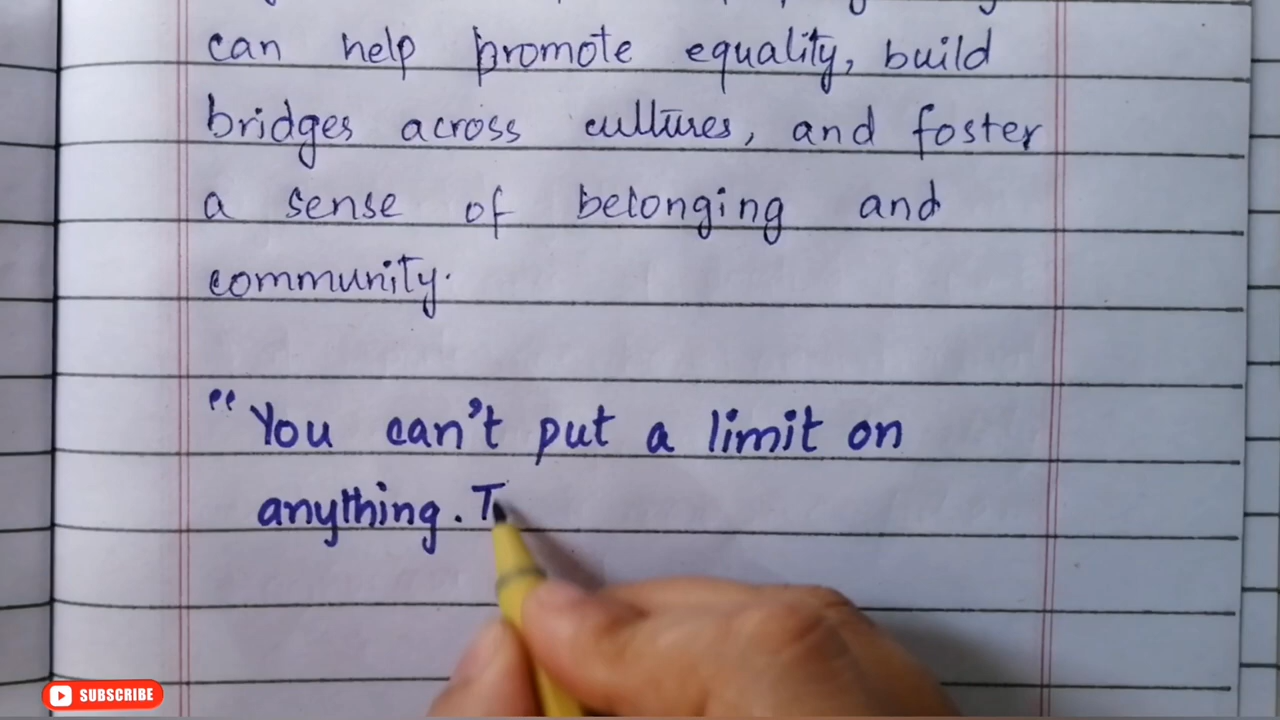 can help promote equality, build
bridges across cultures, and foster
a sense of belonging and
community.
"You can't put a limit on
anything. T
SUBSCRIBE